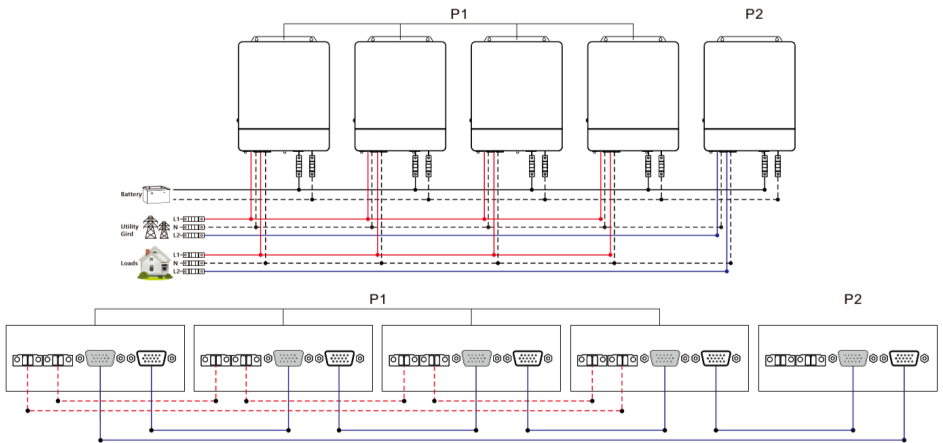 P1 P2
Battery
L1
Utility N
Gird L2
L1
Loads N
L2
P1 P2